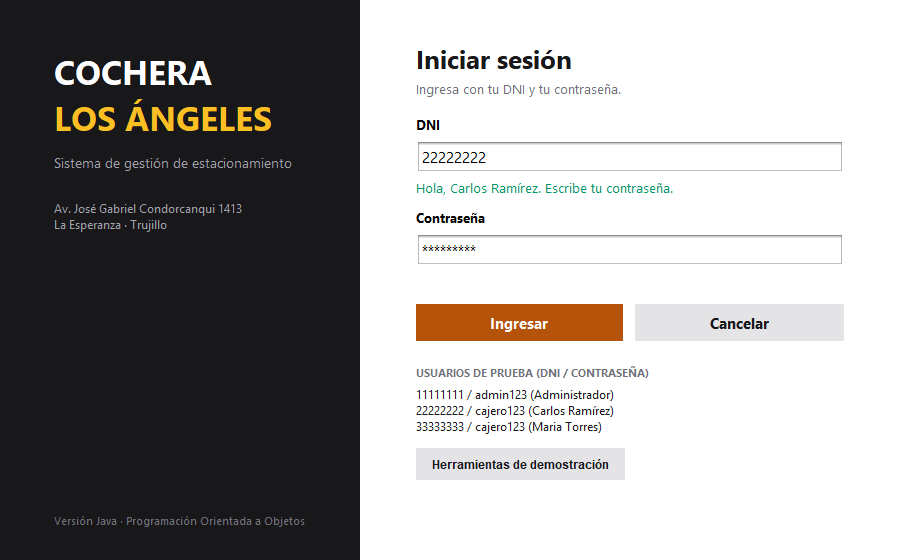 COCHERA
LOS ÁNGELES
Sistema de gestión de estacionamiento
Av. José Gabriel Condorcanqui 1413
La Esperanza · Trujillo
Versión Java · Programación Orientada a Objetos
Iniciar sesión
Ingresa con tu DNI y tu contraseña.
DNI
22222222
Hola, Carlos Ramírez. Escribe tu contraseña.
Contraseña
*********
Ingresar
Cancelar
USUARIOS DE PRUEBA (DNI / CONTRASEÑA)
11111111 / admin123 (Administrador)
22222222 / cajero123 (Carlos Ramírez)
33333333 / cajero123 (Maria Torres)
Herramientas de demostración